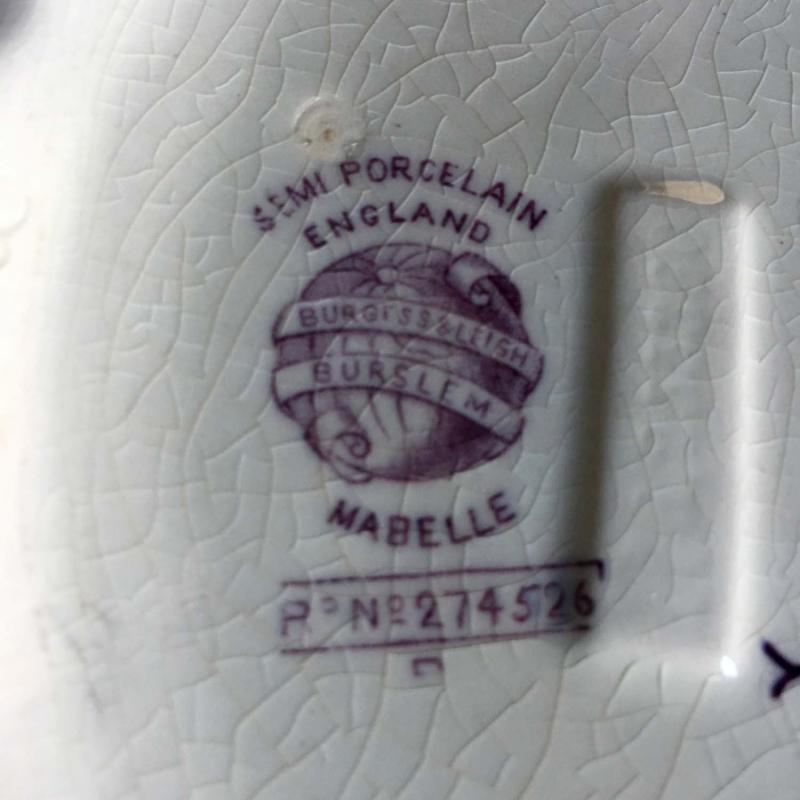 SEMI PORCELAIN
ENGLAND
BURGESS & LEIGH
BURSLEM
MABELLE
Rᴰ Nº 274526